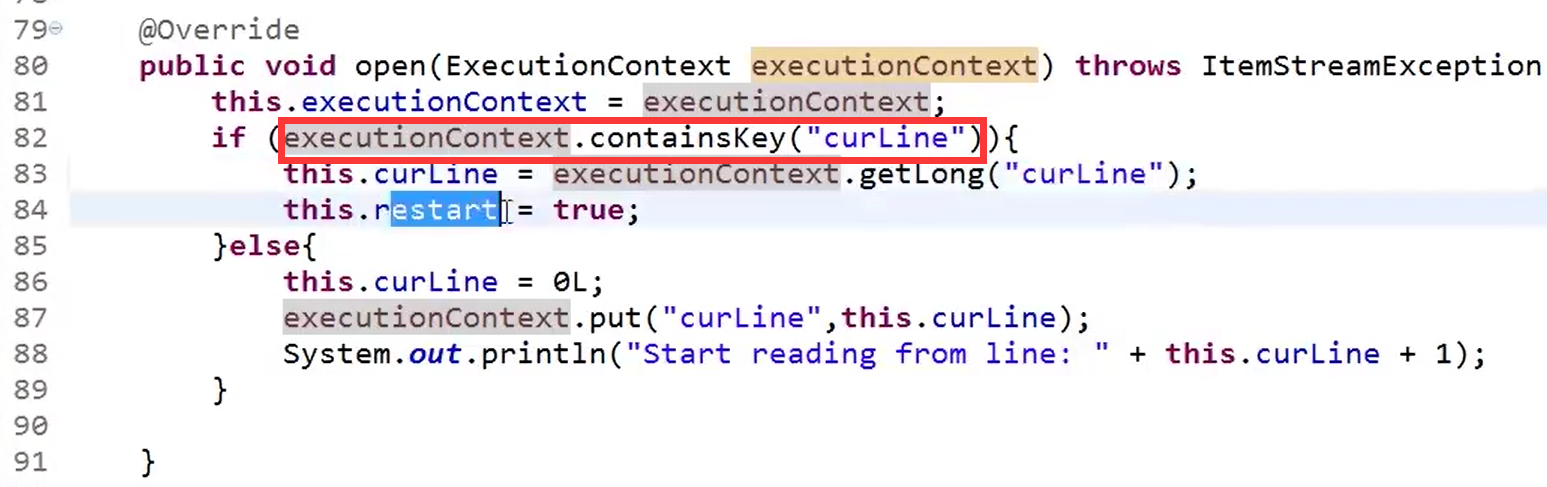 79 @Override
80 public void open(ExecutionContext executionContext) throws ItemStreamException
81 this.executionContext = executionContext;
82 if (executionContext.containsKey("curLine")){
83 this.curLine = executionContext.getLong("curLine");
84 this.restart = true;
85 }else{
86 this.curLine = 0L;
87 executionContext.put("curLine",this.curLine);
88 System.out.println("Start reading from line: " + this.curLine + 1);
89 }
90
91 }